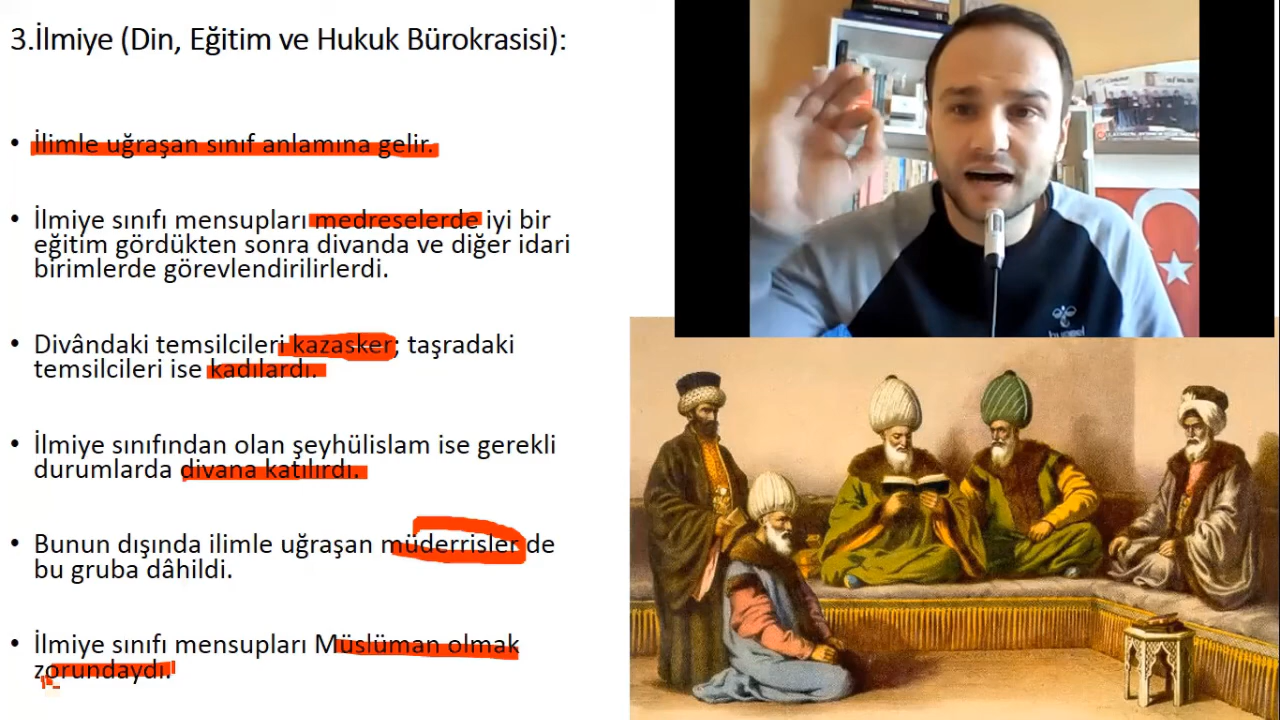 3.İlmiye (Din, Eğitim ve Hukuk Bürokrasisi):
• İlimle uğraşan sınıf anlamına gelir.
• İlmiye sınıfı mensupları medreselerde iyi bir
eğitim gördükten sonra divanda ve diğer idari
birimlerde görevlendirilirlerdi.
• Divândaki temsilcileri kazasker; taşradaki
temsilcileri ise kadılardı.
• İlmiye sınıfından olan şeyhülislam ise gerekli
durumlarda divana katılırdı.
• Bunun dışında ilimle uğraşan müderrisler de
bu gruba dâhildi.
• İlmiye sınıfı mensupları Müslüman olmak
zorundaydı.